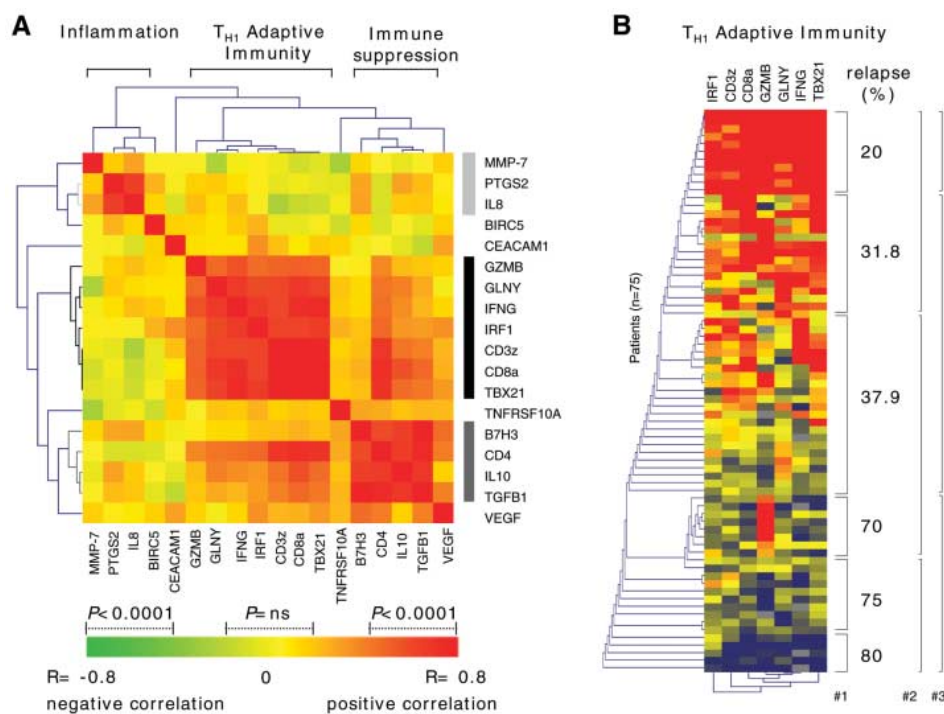 A
Inflammation
T_H1 Adaptive
Immunity
Immune
suppression
MMP-7
PTGS2
IL8
BIRC5
CEACAM1
GZMB
GLNY
IFNG
IRF1
CD3z
CD8a
TBX21
TNFRSF10A
B7H3
CD4
IL10
TGFB1
VEGF
MMP-7
PTGS2
IL8
BIRC5
CEACAM1
GZMB
GLNY
IFNG
IRF1
CD3z
CD8a
TBX21
TNFRSF10A
B7H3
CD4
IL10
TGFB1
VEGF
P<0.0001 P=ns P<0.0001
R= -0.8 0 R= 0.8
negative correlation positive correlation
B
T_H1 Adaptive Immunity
IRF1
CD3z
CD8a
GZMB
GLNY
IFNG
TBX21
relapse
(%)
Patients (n=75)
20
31.8
37.9
70
75
80
#1 #2 #3